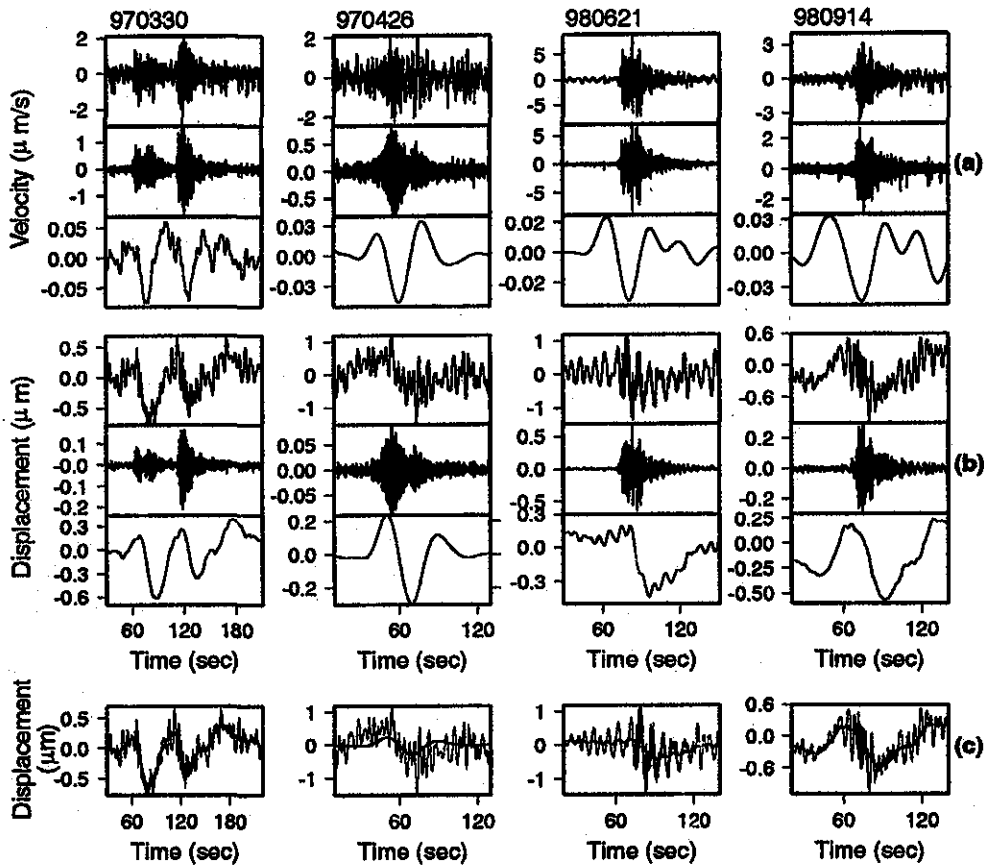 970330 970426 980621 980914
Velocity (μ m/s)
2 0 -2
2 0 -2
5 0 -5
3 0 -3
1 0 -1
0.5 0.0 -0.5
5 0 -5
2 0 -2
(a)
0.05 0.00 -0.05
0.03 0.00 -0.03
0.02 0.00 -0.02
0.03 0.00 -0.03
Displacement (μ m)
0.5 0.0 -0.5
1 0 -1
1 0 -1
0.6 0.0 -0.6
0.1 -0.0 -0.1 -0.2
0.05 0.00 -0.05
0.5 0.0 -0.5
0.2 0.0 -0.2
(b)
0.3 0.0 -0.3 -0.6
0.2 0.0 -0.2
0.3 0.0 -0.3
0.25 0.00 -0.25 -0.50
60 120 180
60 120
60 120
60 120
Time (sec) Time (sec) Time (sec) Time (sec)
Displacement
(μm)
0.5 0.0 -0.5
1 0 -1
1 0 -1
0.6 0.0 -0.6
(c)
60 120 180
60 120
60 120
60 120
Time (sec) Time (sec) Time (sec) Time (sec)